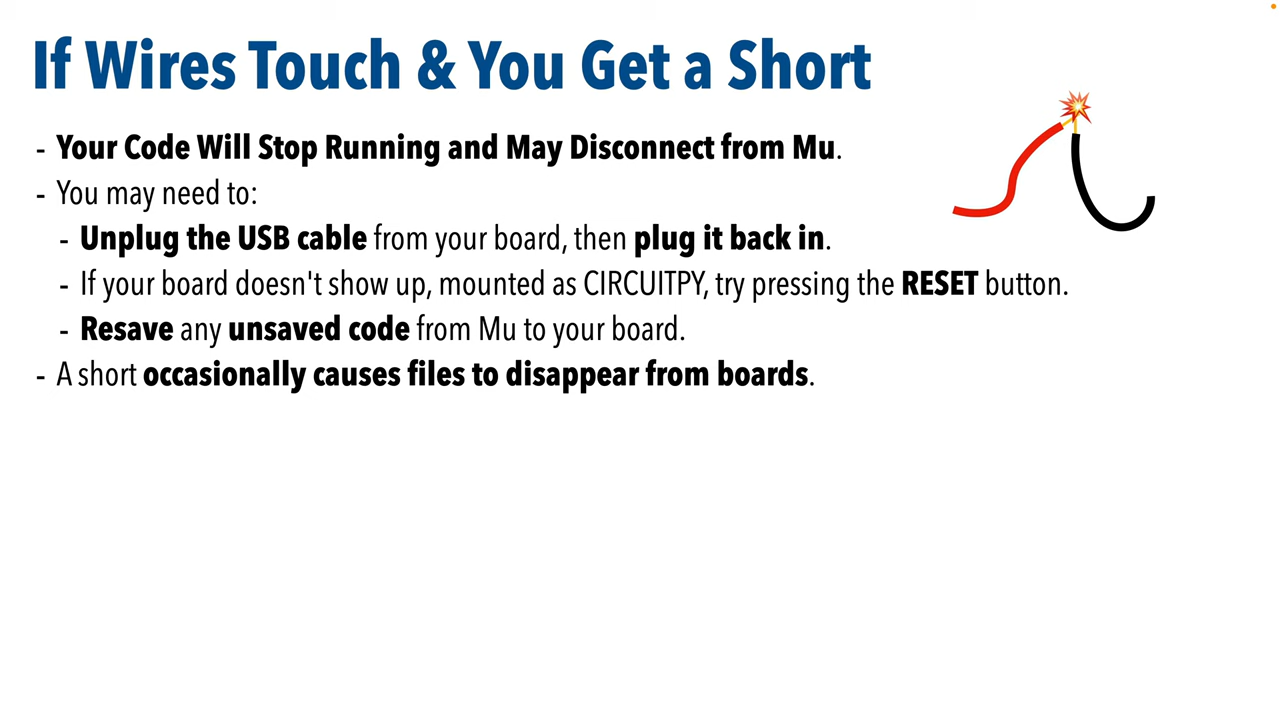 If Wires Touch & You Get a Short
- Your Code Will Stop Running and May Disconnect from Mu.
- You may need to:
- Unplug the USB cable from your board, then plug it back in.
- If your board doesn't show up, mounted as CIRCUITPY, try pressing the RESET button.
- Resave any unsaved code from Mu to your board.
- A short occasionally causes files to disappear from boards.